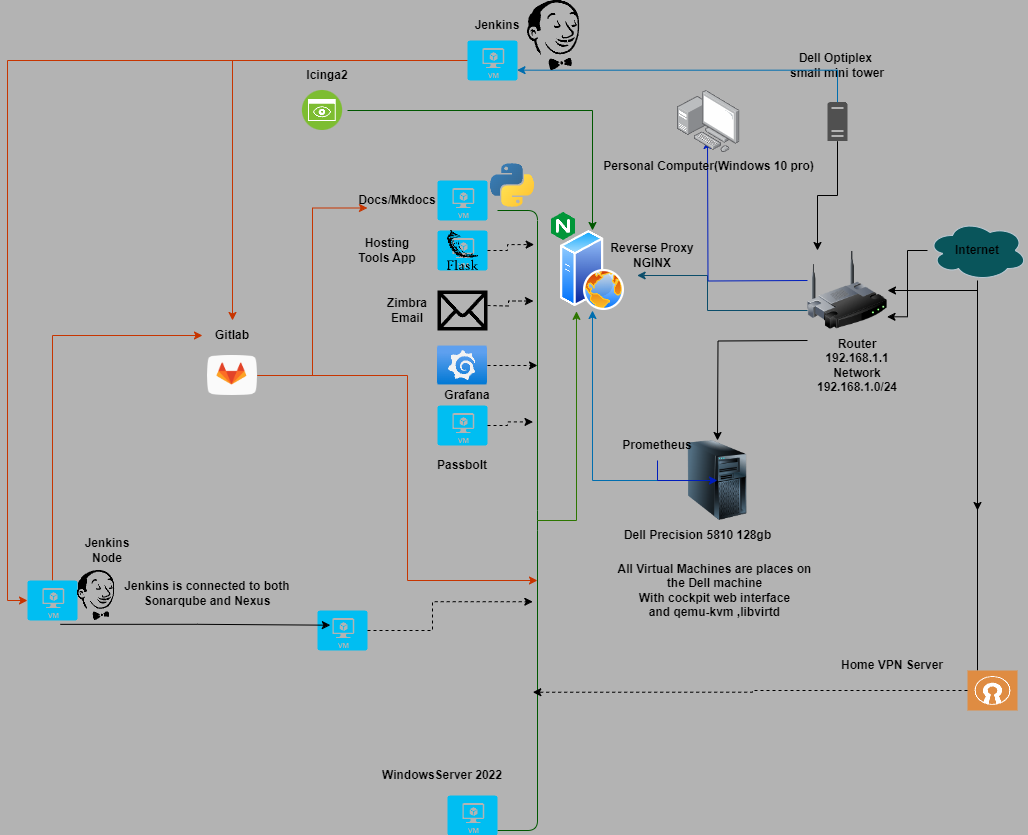 Jenkins
VM
Icinga2
Dell Optiplex
small mini tower
Personal Computer(Windows 10 pro)
Docs/Mkdocs
VM
Hosting
Tools App
Flask
N
Reverse Proxy
NGINX
Internet
Zimbra
Email
Gitlab
Router
192.168.1.1
Network
192.168.1.0/24
Grafana
VM
Passbolt
Prometheus
Dell Precision 5810 128gb
Jenkins
Node
VM
Jenkins is connected to both
Sonarqube and Nexus
VM
All Virtual Machines are places on
the Dell machine
With cockpit web interface
and qemu-kvm ,libvirtd
Home VPN Server
WindowsServer 2022
VM